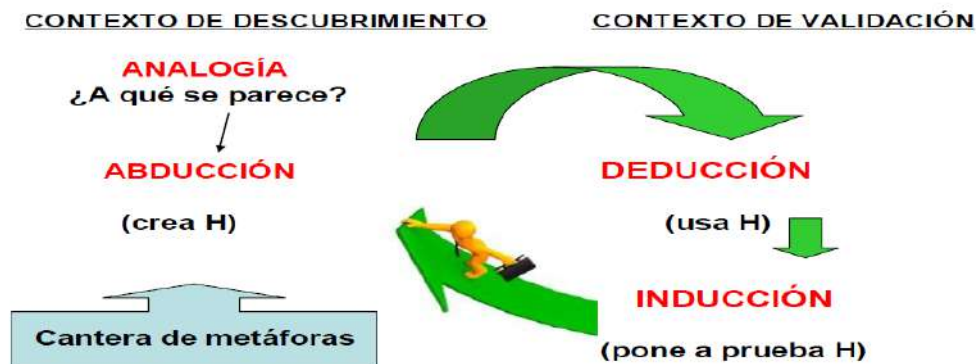 CONTEXTO DE DESCUBRIMIENTO
CONTEXTO DE VALIDACIÓN
ANALOGÍA
¿A qué se parece?
ABDUCCIÓN
(crea H)
Cantera de metáforas
DEDUCCIÓN
(usa H)
INDUCCIÓN
(pone a prueba H)